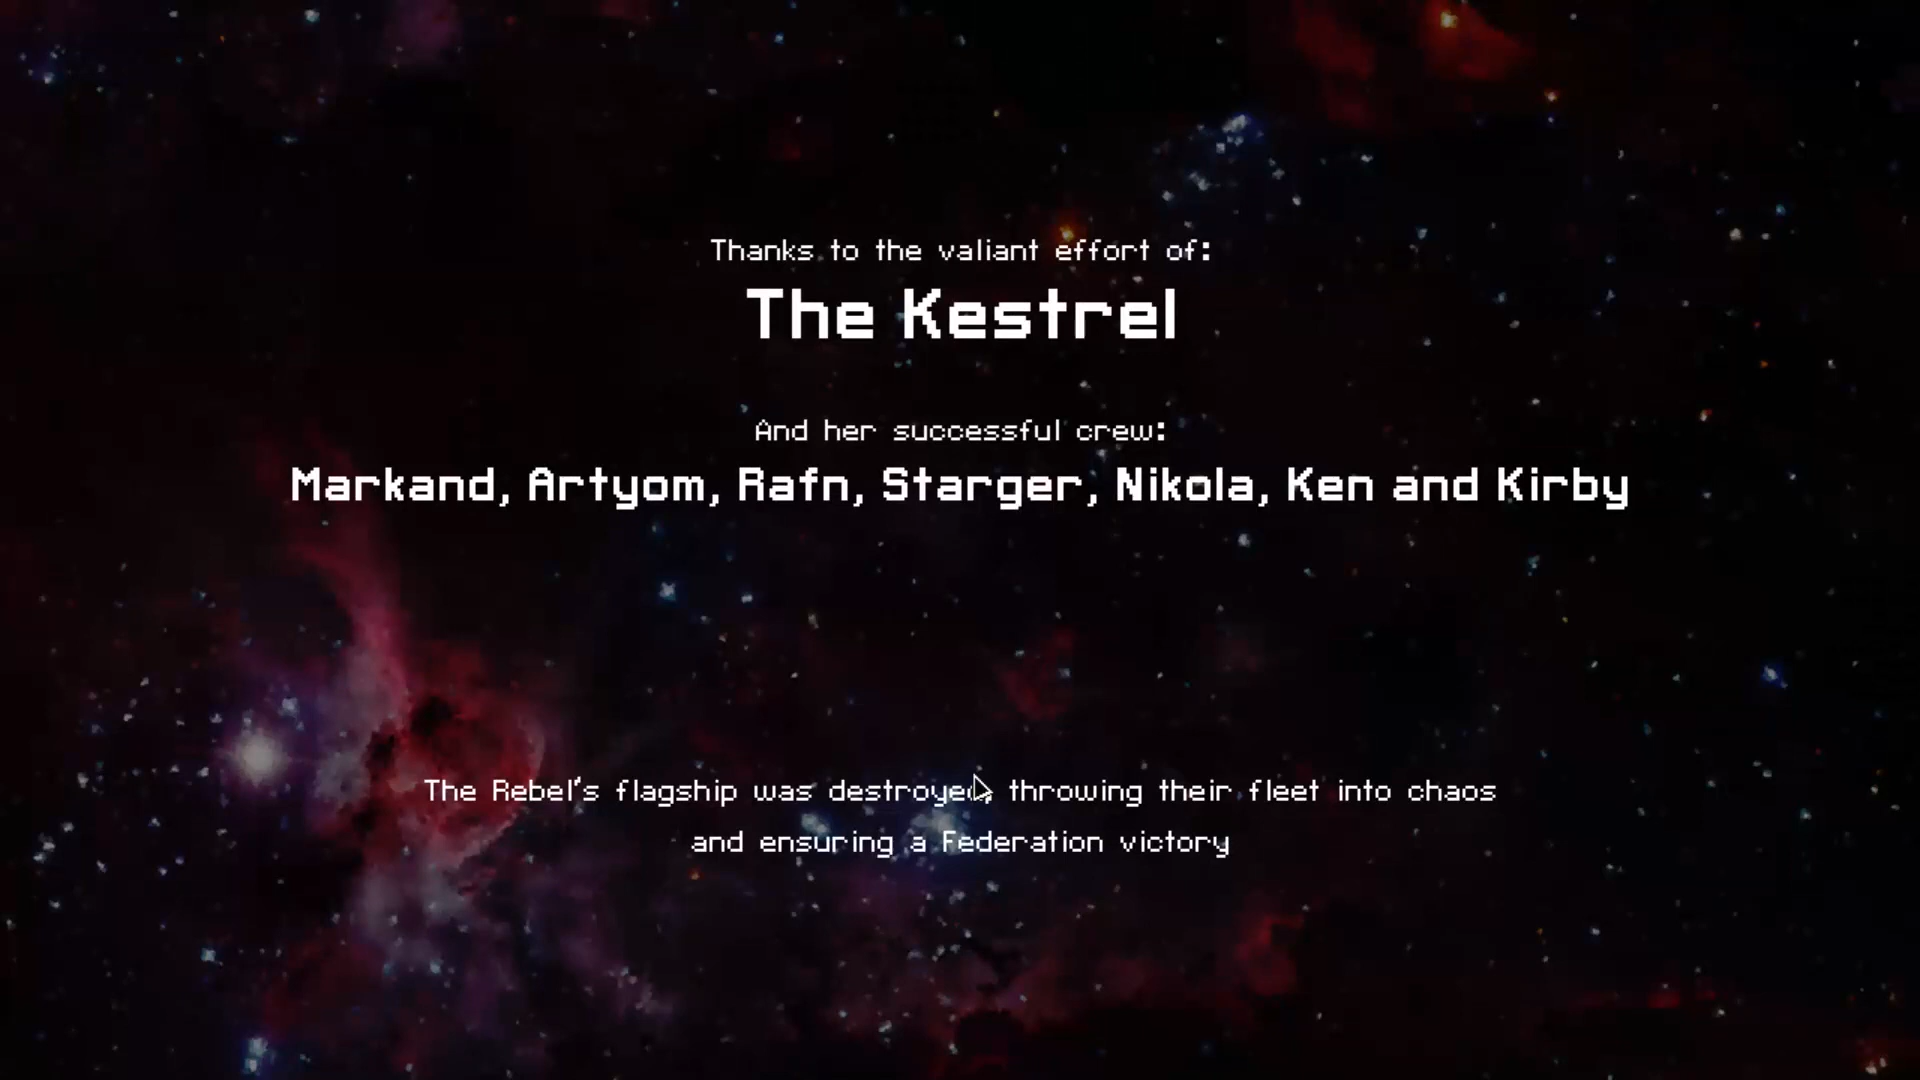 Thanks to the valiant effort of:
The Kestrel
And her successful crew:
Markand, Artyom, Rafn, Starger, Nikola, Ken and Kirby
The Rebel's flagship was destroyed, throwing their fleet into chaos
and ensuring a Federation victory